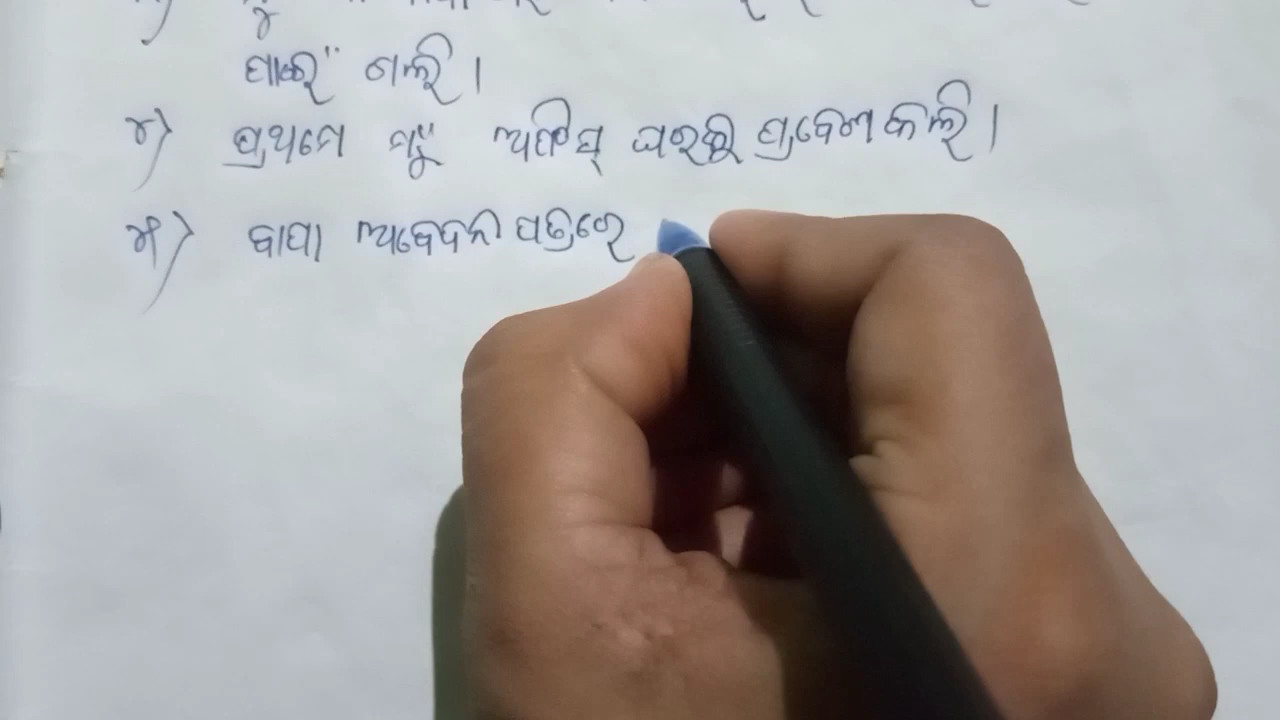 ପାଇଁ ଗଲି ।
୪) ପ୍ରଥମେ ମୁଁ ଅଫିସ୍ ଘରକୁ ପ୍ରବେଶ କଲି ।
୫) ବାପା ଆବେଦନ ପତ୍ରରେ